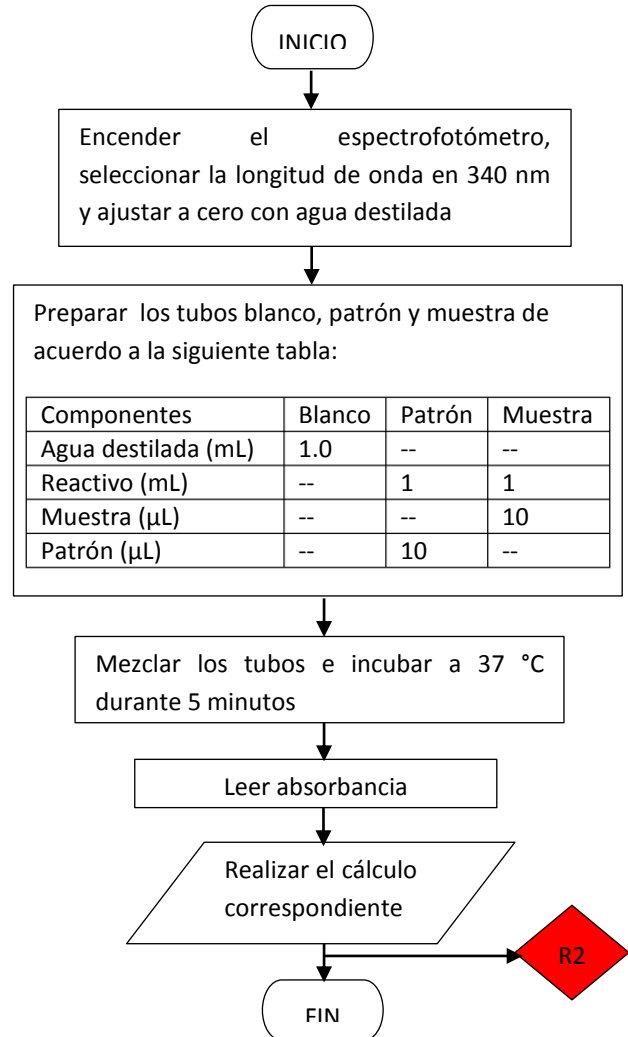 INICIO
Encender el espectrofotómetro,
seleccionar la longitud de onda en 340 nm
y ajustar a cero con agua destilada
Preparar los tubos blanco, patrón y muestra de
acuerdo a la siguiente tabla:
Componentes Blanco Patrón Muestra
Agua destilada (mL) 1.0 -- --
Reactivo (mL) -- 1 1
Muestra (µL) -- -- 10
Patrón (µL) -- 10 --
Mezclar los tubos e incubar a 37 °C
durante 5 minutos
Leer absorbancia
Realizar el cálculo
correspondiente
R2
FIN